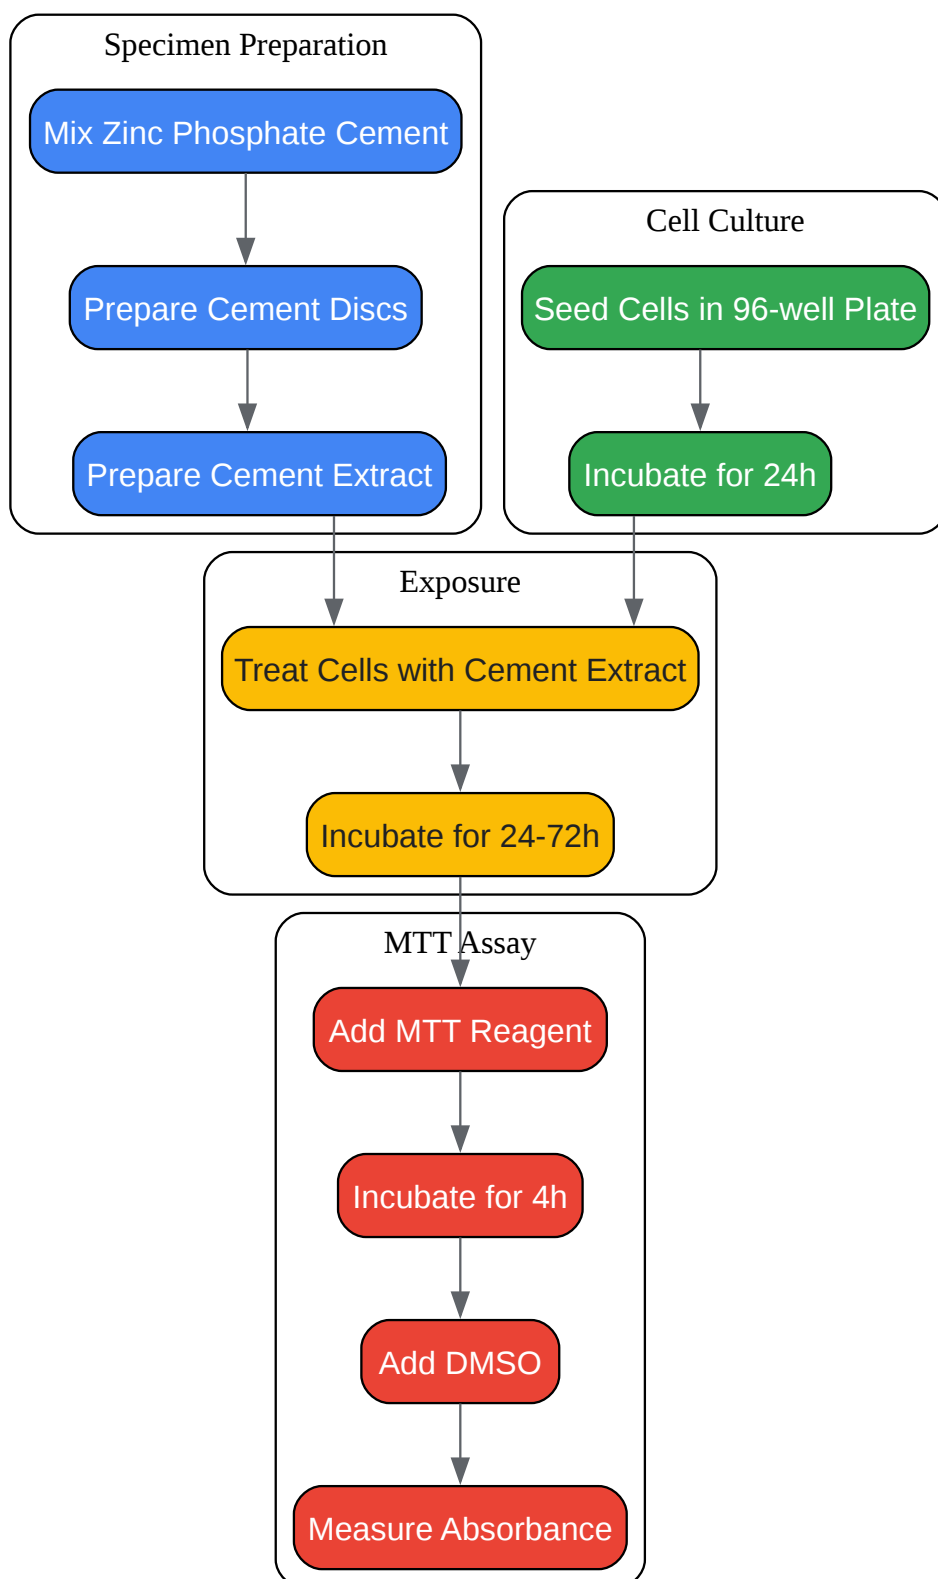 Specimen Preparation
Mix Zinc Phosphate Cement
Prepare Cement Discs
Prepare Cement Extract
Cell Culture
Seed Cells in 96-well Plate
Incubate for 24h
Exposure
Treat Cells with Cement Extract
Incubate for 24-72h
MTT Assay
Add MTT Reagent
Incubate for 4h
Add DMSO
Measure Absorbance